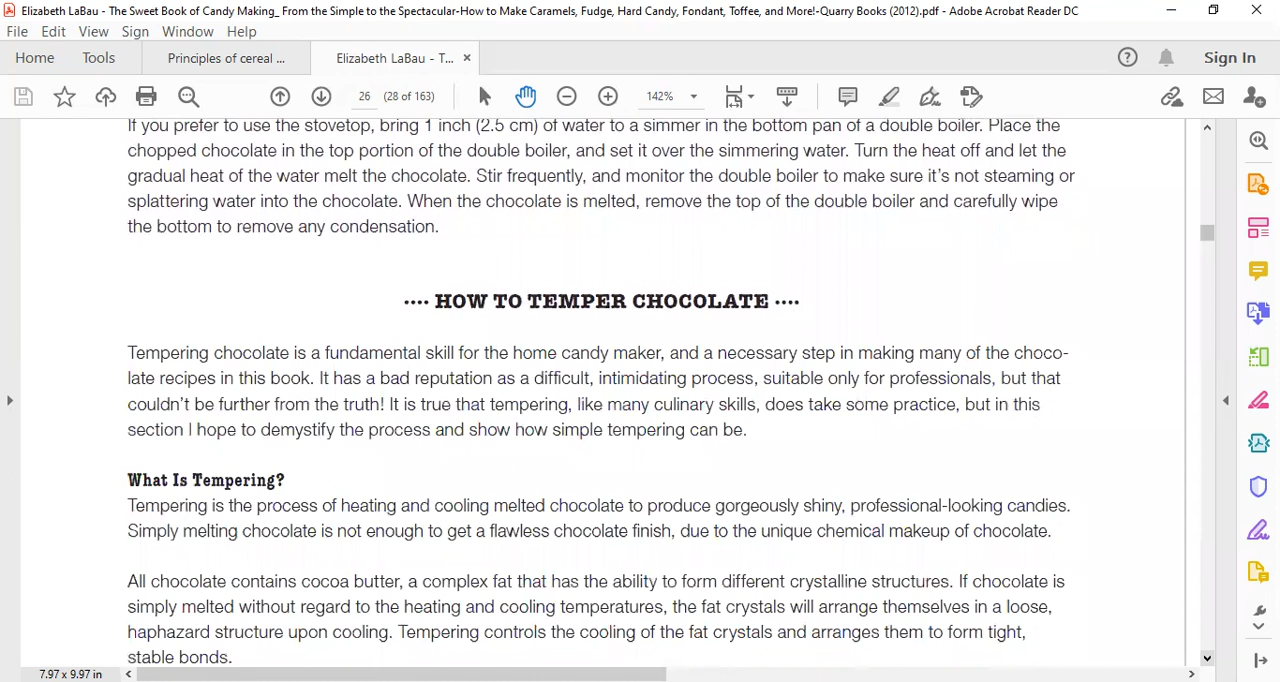 Elizabeth LaBau - The Sweet Book of Candy Making_ From the Simple to the Spectacular-How to Make Caramels, Fudge, Hard Candy, Fondant, Toffee, and More!-Quarry Books (2012).pdf - Adobe Acrobat Reader DC
File Edit View Sign Window Help
Home Tools Principles of cereal ... Elizabeth LaBau - T... × Sign In
26 (28 of 163) 142%
If you prefer to use the stovetop, bring 1 inch (2.5 cm) of water to a simmer in the bottom pan of a double boiler. Place the
chopped chocolate in the top portion of the double boiler, and set it over the simmering water. Turn the heat off and let the
gradual heat of the water melt the chocolate. Stir frequently, and monitor the double boiler to make sure it's not steaming or
splattering water into the chocolate. When the chocolate is melted, remove the top of the double boiler and carefully wipe
the bottom to remove any condensation.
···· HOW TO TEMPER CHOCOLATE ····
Tempering chocolate is a fundamental skill for the home candy maker, and a necessary step in making many of the choco-
late recipes in this book. It has a bad reputation as a difficult, intimidating process, suitable only for professionals, but that
couldn't be further from the truth! It is true that tempering, like many culinary skills, does take some practice, but in this
section I hope to demystify the process and show how simple tempering can be.
What Is Tempering?
Tempering is the process of heating and cooling melted chocolate to produce gorgeously shiny, professional-looking candies.
Simply melting chocolate is not enough to get a flawless chocolate finish, due to the unique chemical makeup of chocolate.
All chocolate contains cocoa butter, a complex fat that has the ability to form different crystalline structures. If chocolate is
simply melted without regard to the heating and cooling temperatures, the fat crystals will arrange themselves in a loose,
haphazard structure upon cooling. Tempering controls the cooling of the fat crystals and arranges them to form tight,
stable bonds.
7.97 x 9.97 in